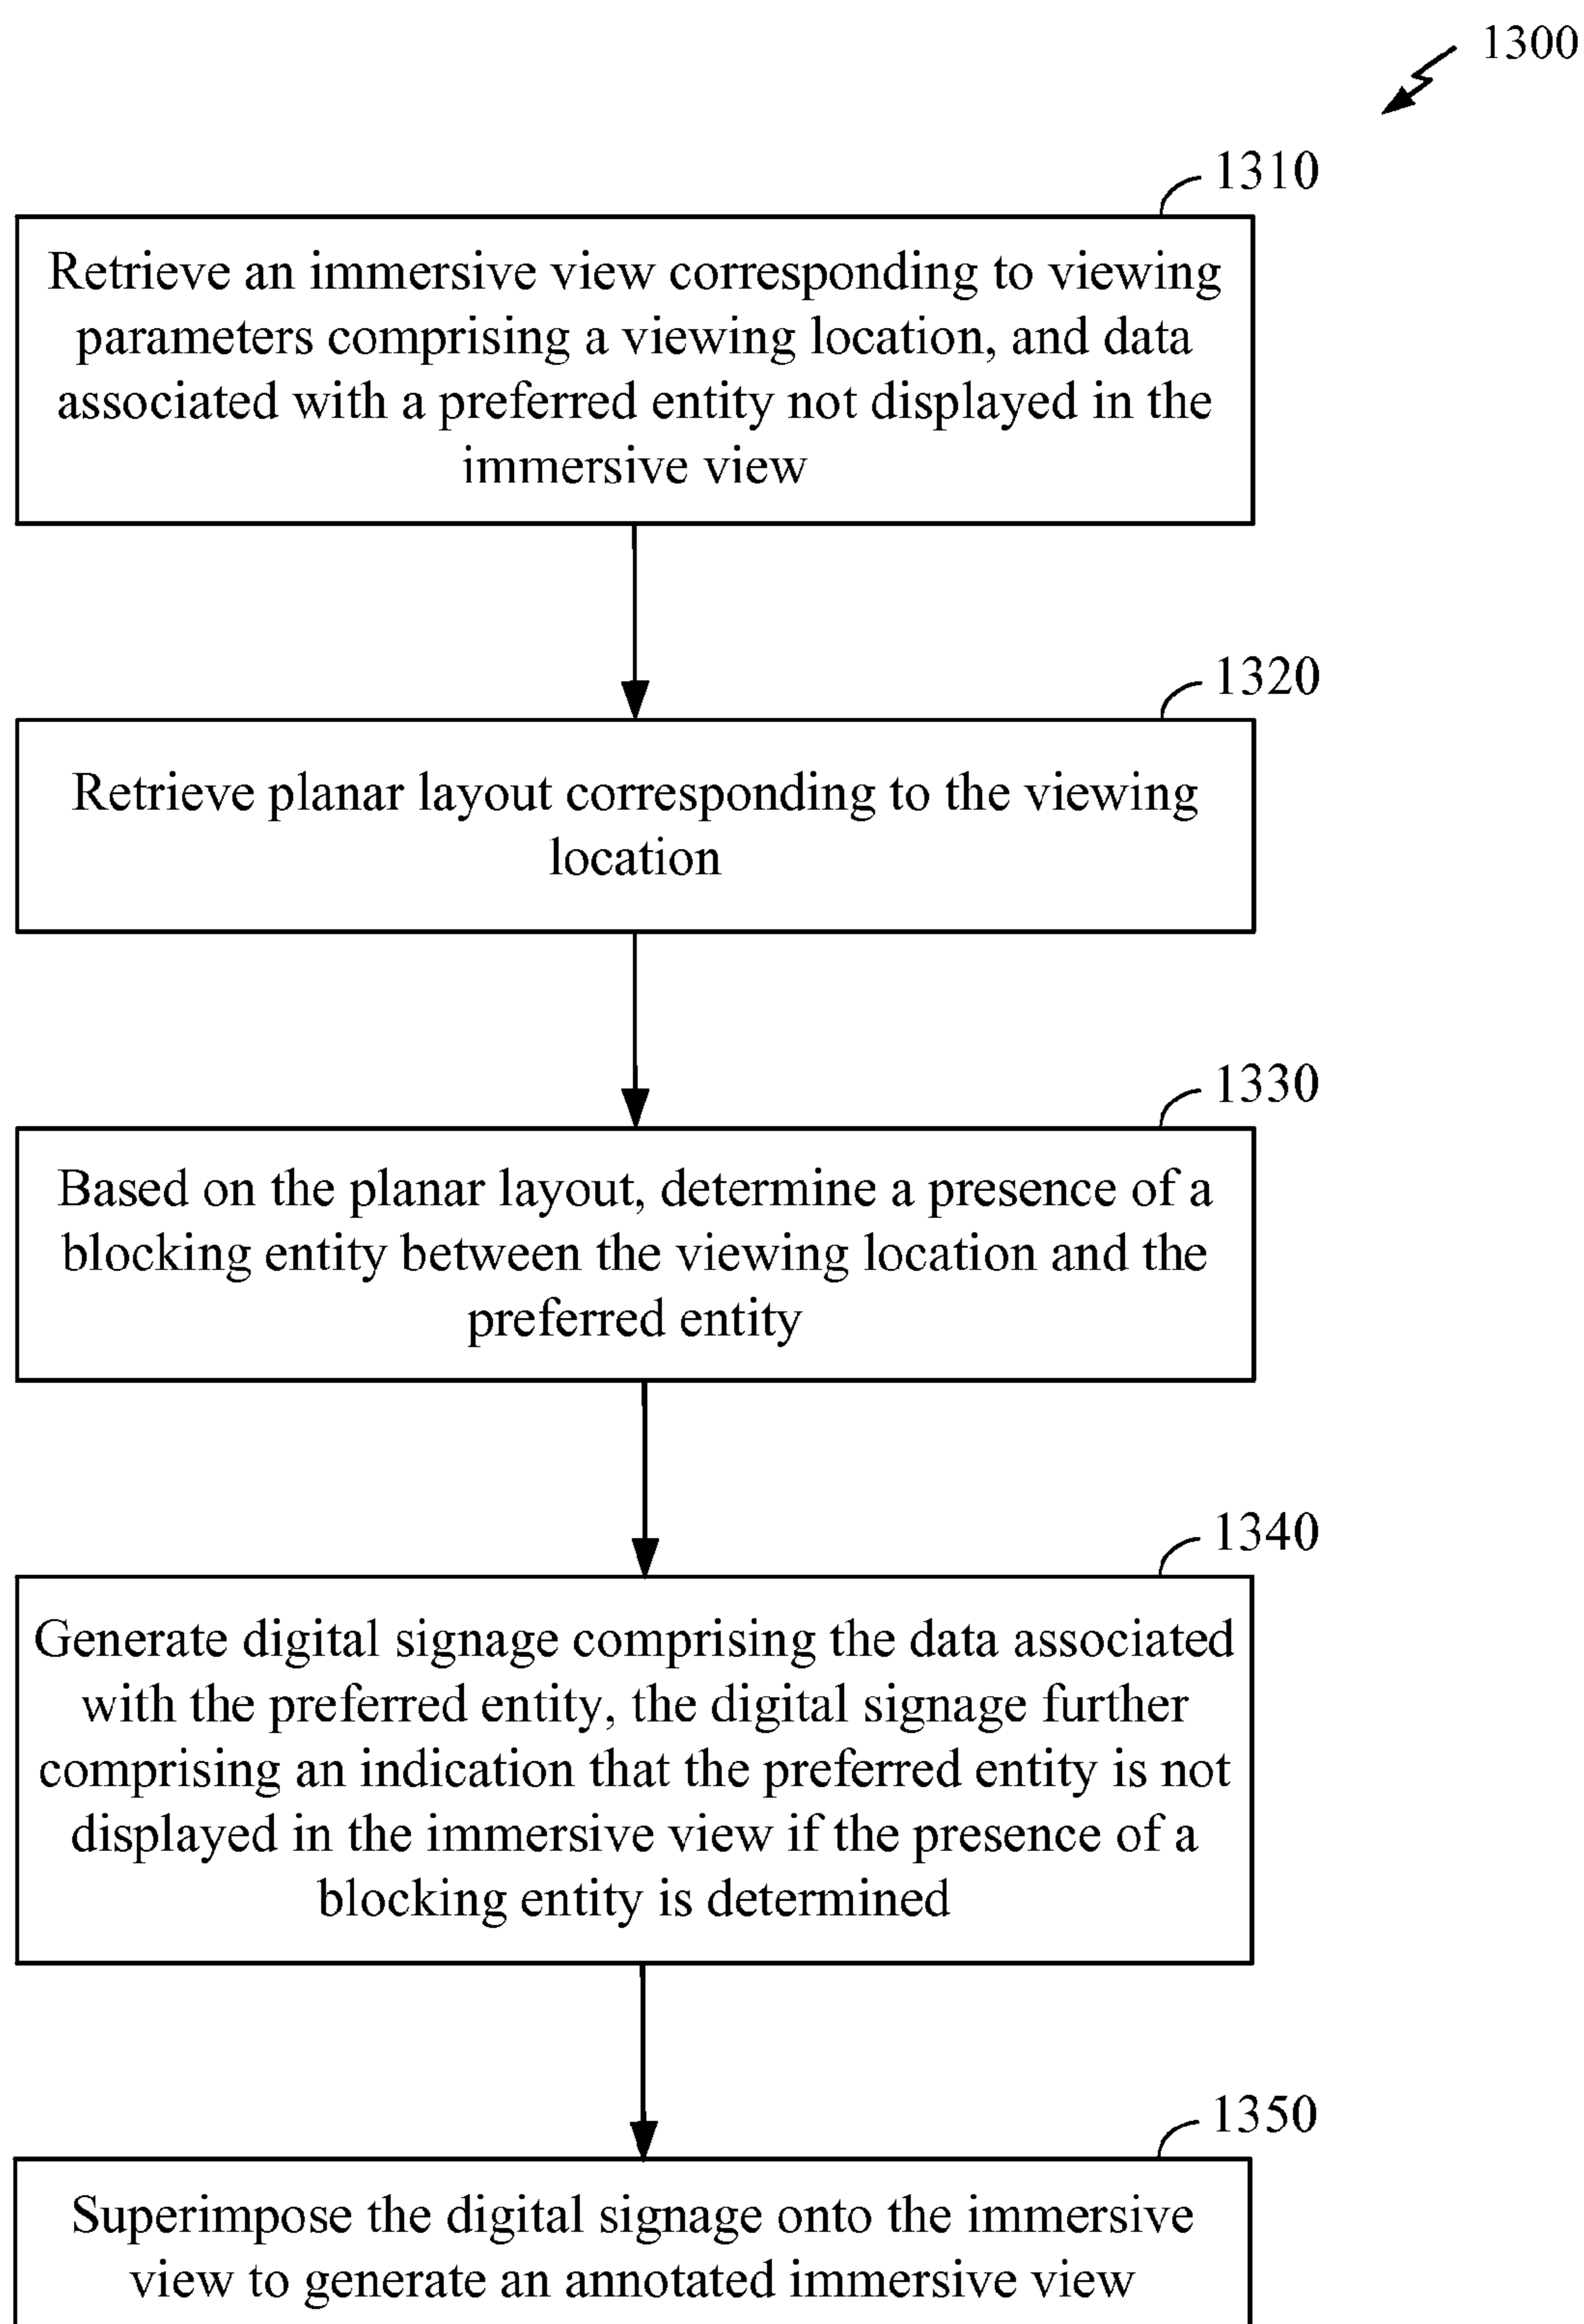 1300
1310
Retrieve an immersive view corresponding to viewing
parameters comprising a viewing location, and data
associated with a preferred entity not displayed in the
immersive view
1320
Retrieve planar layout corresponding to the viewing
location
1330
Based on the planar layout, determine a presence of a
blocking entity between the viewing location and the
preferred entity
1340
Generate digital signage comprising the data associated
with the preferred entity, the digital signage further
comprising an indication that the preferred entity is not
displayed in the immersive view if the presence of a
blocking entity is determined
1350
Superimpose the digital signage onto the immersive
view to generate an annotated immersive view